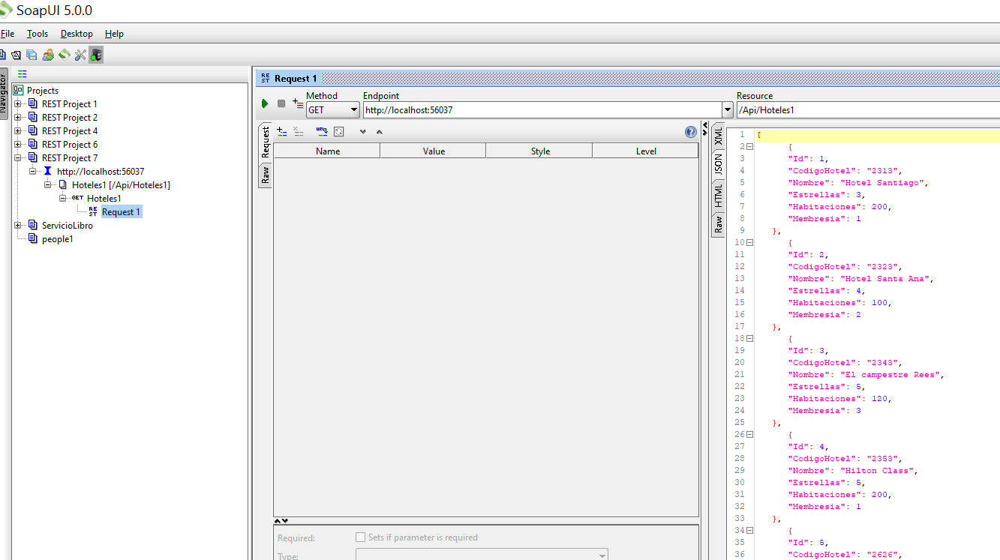 SoapUI 5.0.0
File Tools Desktop Help
Navigator
Projects
REST Project 1
REST Project 2
REST Project 4
REST Project 6
REST Project 7
http://localhost:56037
Hoteles1 [/Api/Hoteles1]
GET Hoteles1
REST Request 1
ServicioLibro
people1
REST Request 1
Method Endpoint Resource
GET http://localhost:56037 /Api/Hoteles1
Request
Raw
URL
?
Name Value Style Level
Required: Sets if parameter is required
Type:
XML
JSON
HTML
Raw
1 [
2 {
3 "Id": 1,
4 "CodigoHotel": "2313",
5 "Nombre": "Hotel Santiago",
6 "Estrellas": 3,
7 "Habitaciones": 200,
8 "Membresia": 1
9 },
10 {
11 "Id": 2,
12 "CodigoHotel": "2323",
13 "Nombre": "Hotel Santa Ana",
14 "Estrellas": 4,
15 "Habitaciones": 100,
16 "Membresia": 2
17 },
18 {
19 "Id": 3,
20 "CodigoHotel": "2343",
21 "Nombre": "El campestre Rees",
22 "Estrellas": 5,
23 "Habitaciones": 120,
24 "Membresia": 3
25 },
26 {
27 "Id": 4,
28 "CodigoHotel": "2353",
29 "Nombre": "Hilton Class",
30 "Estrellas": 5,
31 "Habitaciones": 200,
32 "Membresia": 1
33 },
34 {
35 "Id": 5,
36 "CodigoHotel": "2626",